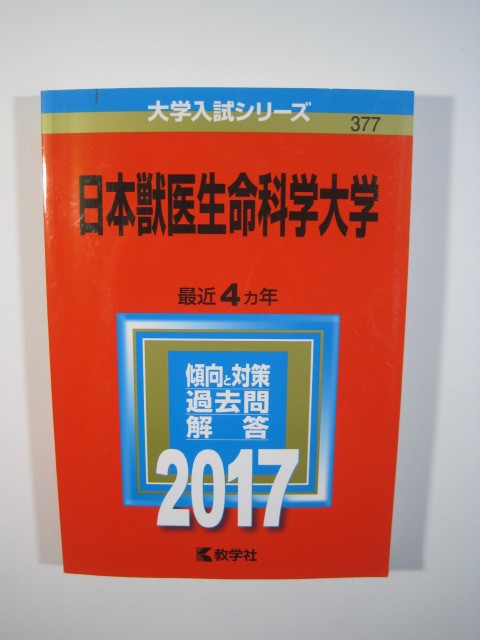 大学入試シリーズ
377
日本獣医生命科学大学
最近4カ年
傾向と対策
過去問
解答
2017
教学社